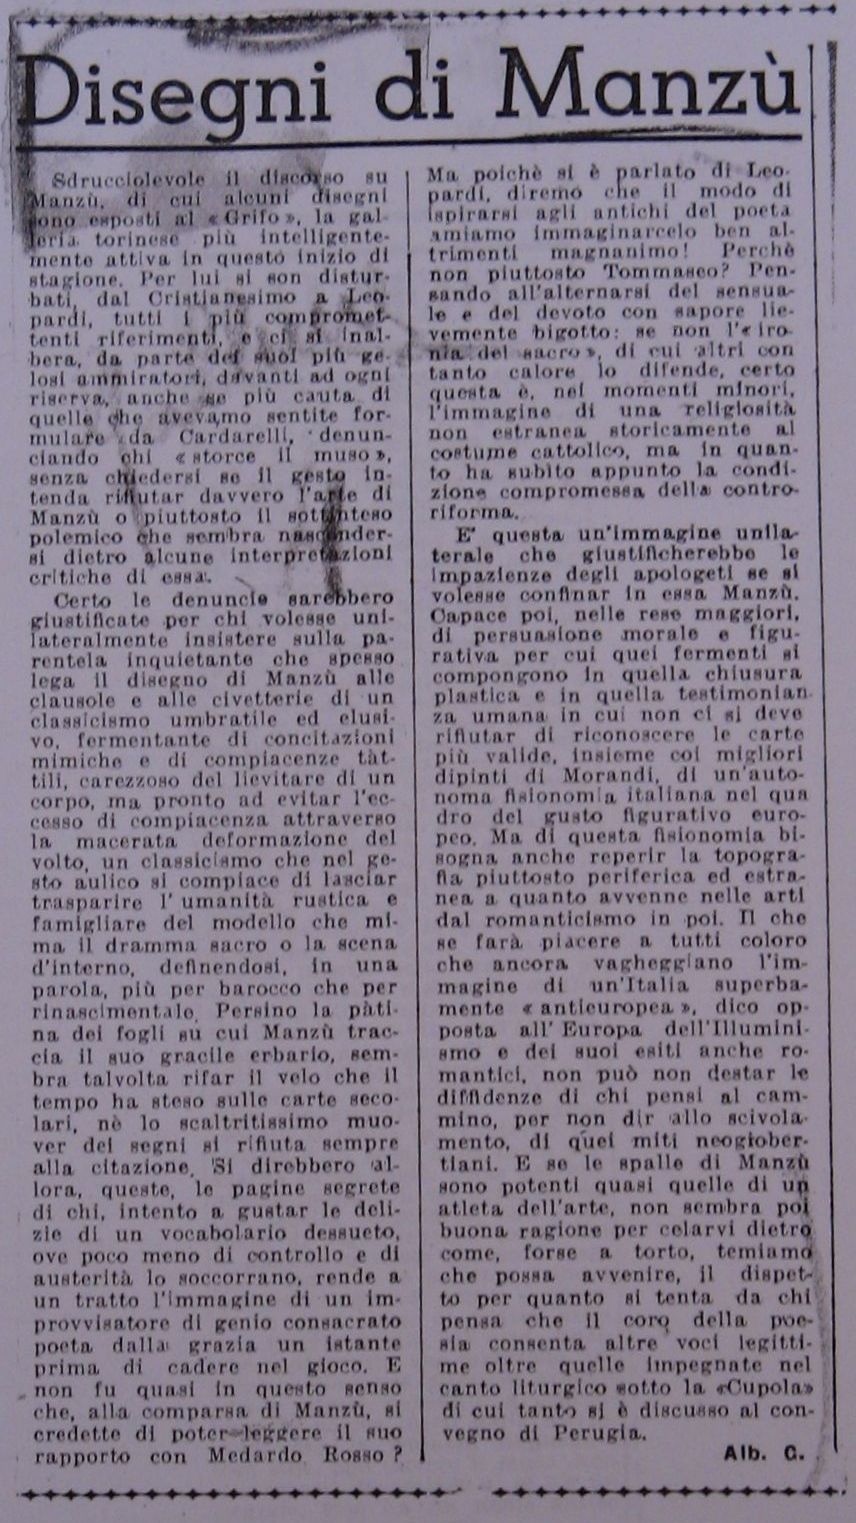 Disegni di Manzù
Sdrucciolevole il discorso su
Manzù, di cui alcuni disegni
sono esposti al «Grifo», la gal-
leria torinese più intelligente-
mente attiva in questo inizio di
stagione. Per lui si son distur-
bati, dal Cristianesimo a Leo-
pardi, tutti i più compromet-
tenti riferimenti, e ci si inal-
bera, da parte dei suoi più ge-
losi ammiratori, davanti ad ogni
riserva, anche se più cauta di
quelle che avevamo sentite for-
mulare da Cardarelli, denun-
ciando chi «storce il muso»,
senza chiedersi se il gesto in-
tenda rifiutar davvero l'arte di
Manzù o piuttosto il sottinteso
polemico che sembra nasconder-
si dietro alcune interpretazioni
critiche di essa.
Certo le denuncie sarebbero
giustificate per chi volesse uni-
lateralmente insistere sulla pa-
rentela inquietante che spesso
lega il disegno di Manzù alle
clausole e alle civetterie di un
classicismo umbratile ed elusi-
vo, fermentante di concitazioni
mimiche e di compiacenze tàt-
tili, carezzoso del lievitare di un
corpo, ma pronto ad evitar l'ec-
cesso di compiacenza attraverso
la macerata deformazione del
volto, un classicismo che nel ge-
sto aulico si compiace di lasciar
trasparire l'umanità rustica e
famigliare del modello che mi-
ma il dramma sacro o la scena
d'interno, definendosi, in una
parola, più per barocco che per
rinascimentale. Persino la pàti-
na dei fogli su cui Manzù trac-
cia il suo gracile erbario, sem-
bra talvolta rifar il velo che il
tempo ha steso sulle carte seco-
lari, nè lo scaltritissimo muo-
ver dei segni si rifiuta sempre
alla citazione. Si direbbero al-
lora, queste, le pagine segrete
di chi, intento a gustar le deli-
zie di un vocabolario dessueto,
ove poco meno di controllo e di
austerità lo soccorrano, rende a
un tratto l'immagine di un im-
provvisatore di genio consacrato
poeta dalla grazia un istante
prima di cadere nel gioco. E
non fu quasi in questo senso
che, alla comparsa di Manzù, si
credette di poter leggere il suo
rapporto con Medardo Rosso?
Ma poichè si è parlato di Leo-
pardi, diremo che il modo di
ispirarsi agli antichi del poeta
amiamo immaginarcelo ben al-
trimenti magnanimo! Perchè
non piuttosto Tommaseo? Pen-
sando all'alternarsi del sensua-
le e del devoto con sapore lie-
vemente bigotto: se non l'«iro-
nia del sacro», di cui altri con
tanto calore lo difende, certo
questa è, nei momenti minori,
l'immagine di una religiosità
non estranea storicamente al
costume cattolico, ma in quan-
to ha subìto appunto la condi-
zione compromessa della contro-
riforma.
E' questa un'immagine unila-
terale che giustificherebbe le
impazienze degli apologeti se si
volesse confinar in essa Manzù.
Capace poi, nelle rese maggiori,
di persuasione morale e figu-
rativa per cui quei fermenti si
compongono in quella chiusura
plastica e in quella testimonian-
za umana in cui non ci si deve
rifiutar di riconoscere le carte
più valide, insieme coi migliori
dipinti di Morandi, di un'auto-
noma fisionomia italiana nel qua
dro del gusto figurativo euro-
peo. Ma di questa fisionomia bi-
sogna anche reperir la topogra-
fia piuttosto periferica ed estra-
nea a quanto avvenne nelle arti
dal romanticismo in poi. Il che
se farà piacere a tutti coloro
che ancora vagheggiano l'im-
magine di un'Italia superba-
mente «antieuropea», dico op-
posta all'Europa dell'Illumini-
smo e dei suoi esiti anche ro-
mantici, non può non destar le
diffidenze di chi pensi al cam-
mino, per non dir allo scivola-
mento, di quei miti neogiober-
tiani. E se le spalle di Manzù
sono potenti quasi quelle di un
atleta dell'arte, non sembra poi
buona ragione per celarvi dietro
come, forse a torto, temiamo
che possa avvenire, il dispet-
to per quanto si tenta da chi
pensa che il coro della poe-
sia consenta altre voci legitti-
me oltre quelle impegnate nel
canto liturgico sotto la «Cupola»
di cui tanto si è discusso al con-
vegno di Perugia.
Alb. C.